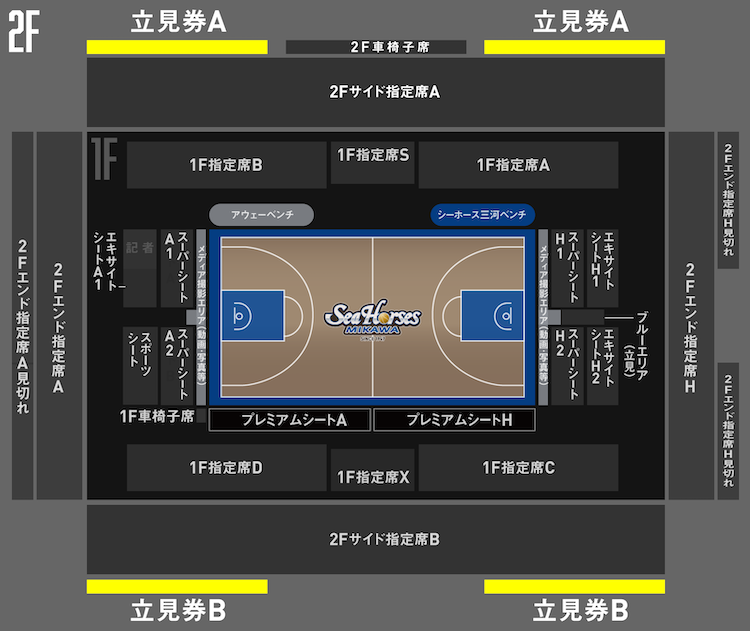 2F
立見券A
立見券A
2F車椅子席
2Fサイド指定席A
1F
1F指定席B
1F指定席S
1F指定席A
アウェーベンチ
シーホース三河ベンチ
2Fエンド指定席A見切れ
2Fエンド指定席A
エキサイト
シートA1
記者
スーパーシート
A1
メディア撮影エリア(動画・写真等)
スポーツ
シート
スーパーシート
A2
1F車椅子席
SeaHorses
MIKAWA
メディア撮影エリア(動画・写真等)
スーパーシート
H1
エキサイト
シートH1
スーパーシート
H2
エキサイト
シートH2
ブルーエリア
(立見)
2Fエンド指定席H
2Fエンド指定席H見切れ
2Fエンド指定席H見切れ
プレミアムシートA
プレミアムシートH
1F指定席D
1F指定席X
1F指定席C
2Fサイド指定席B
立見券B
立見券B